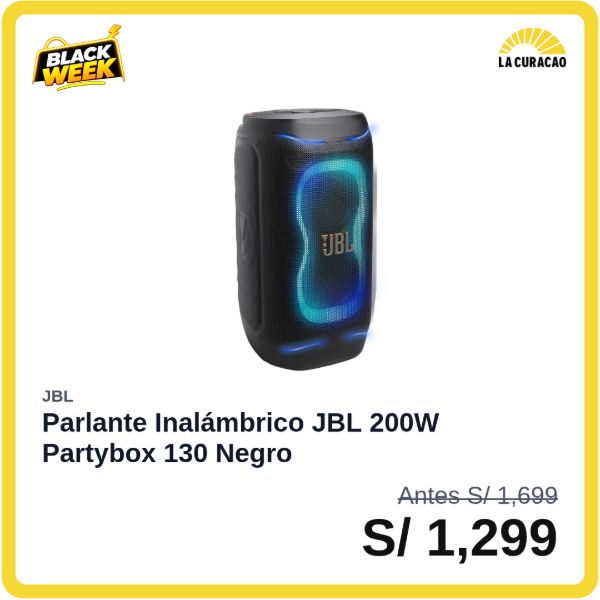 BLACK
WEEK
LA CURACAO
JBL
JBL
Parlante Inalámbrico JBL 200W
Partybox 130 Negro
Antes S/ 1,699
S/ 1,299